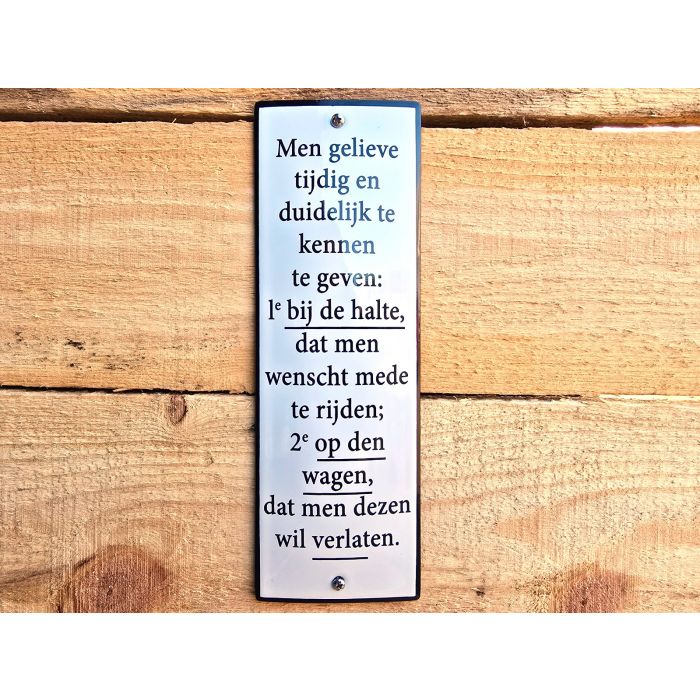 Men gelieve
tijdig en
duidelijk te
kennen
te geven:
1e bij de halte,
dat men
wenscht mede
te rijden;
2e op den
wagen,
dat men dezen
wil verlaten.